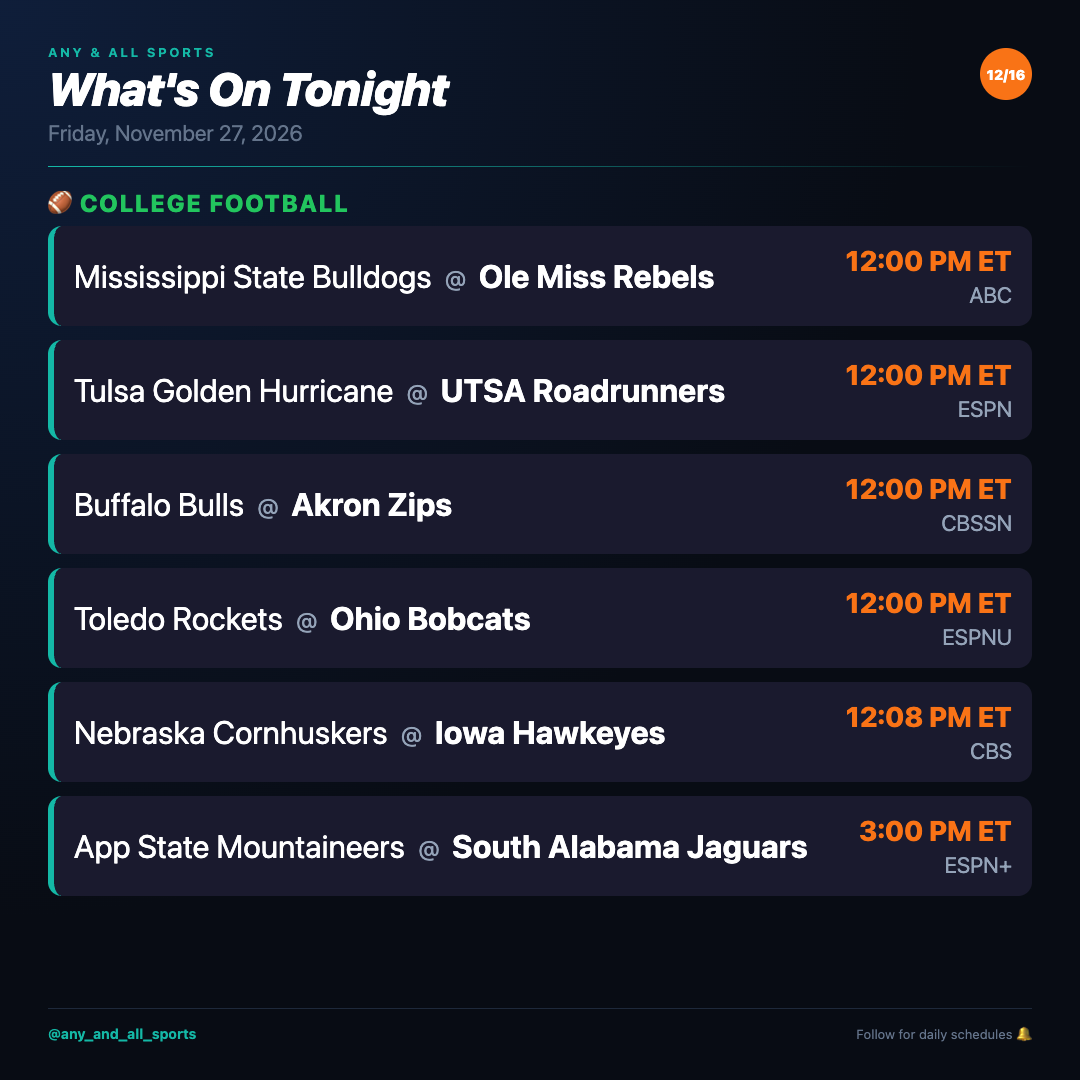 ANY & ALL SPORTS
What's On Tonight
12/16
Friday, November 27, 2026
🏈 COLLEGE FOOTBALL
Mississippi State Bulldogs @ Ole Miss Rebels
12:00 PM ET
ABC
Tulsa Golden Hurricane @ UTSA Roadrunners
12:00 PM ET
ESPN
Buffalo Bulls @ Akron Zips
12:00 PM ET
CBSSN
Toledo Rockets @ Ohio Bobcats
12:00 PM ET
ESPNU
Nebraska Cornhuskers @ Iowa Hawkeyes
12:08 PM ET
CBS
App State Mountaineers @ South Alabama Jaguars
3:00 PM ET
ESPN+
@any_and_all_sports
Follow for daily schedules 🔔